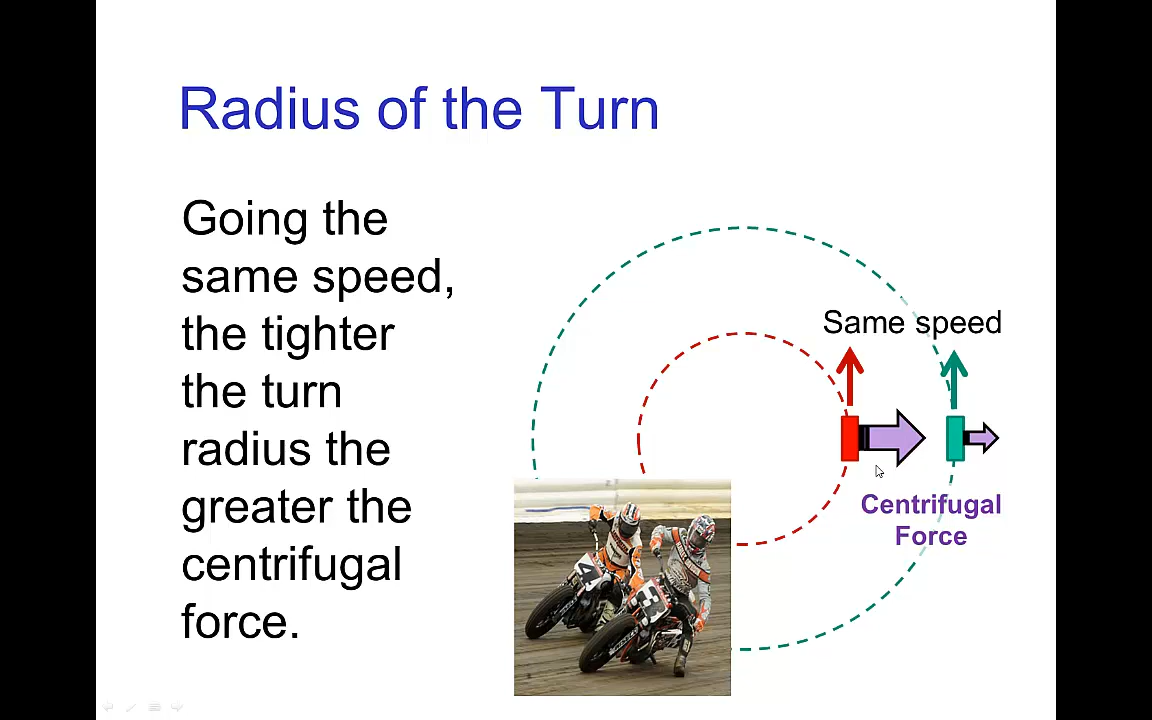 Radius of the Turn
Going the
same speed,
the tighter
the turn
radius the
greater the
centrifugal
force.
Same speed
Centrifugal
Force
4